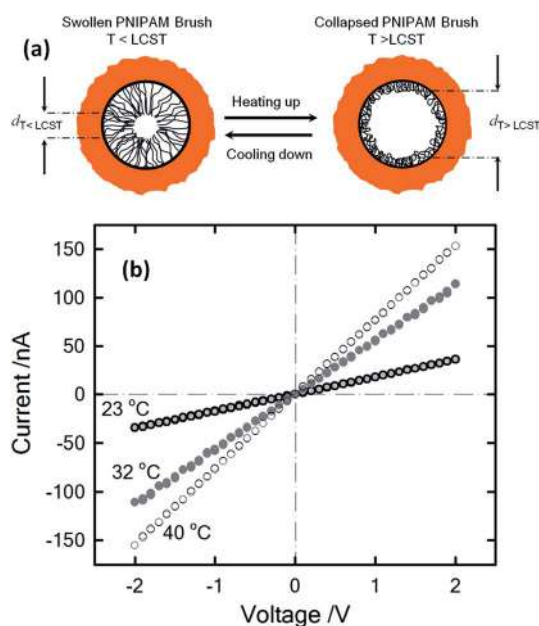 Swollen PNIPAM Brush
T < LCST
Collapsed PNIPAM Brush
T >LCST
(a)
Heating up
Cooling down
dT< LCST
dT> LCST
(b)
Current /nA
150
100
50
0
-50
-100
-150
23 °C
32 °C
40 °C
-2
-1
0
1
2
Voltage /V